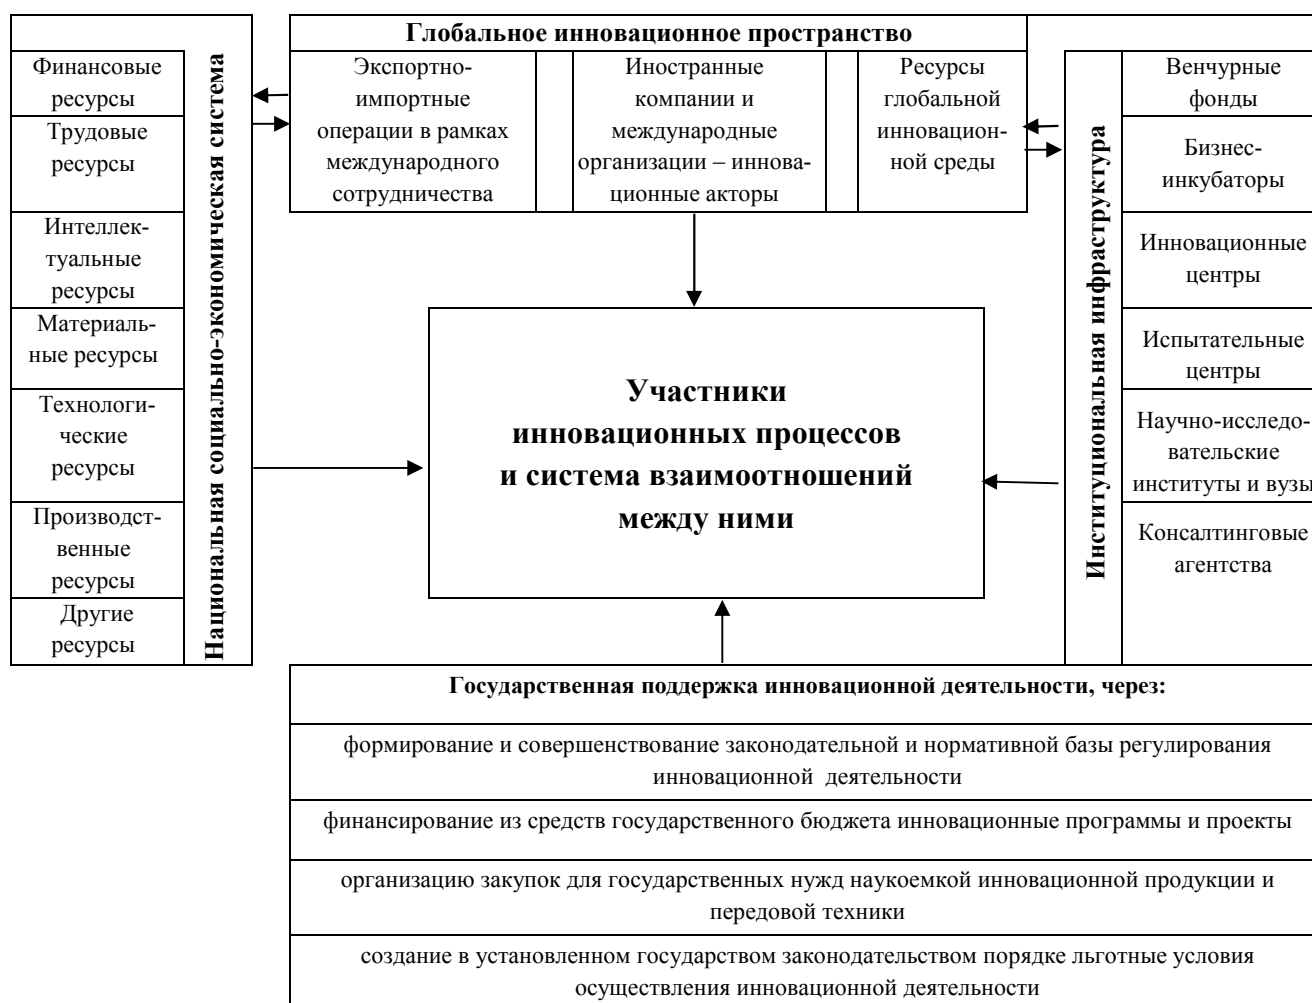 Глобальное инновационное пространство
Национальная социально-экономическая система
Финансовые
ресурсы
Трудовые
ресурсы
Интеллек-
туальные
ресурсы
Материаль-
ные ресурсы
Технологи-
ческие
ресурсы
Производст-
венные
ресурсы
Другие
ресурсы
Экспортно-
импортные
операции в рамках
международного
сотрудничества
Иностранные
компании и
международные
организации – иннова-
ционные акторы
Ресурсы
глобальной
инновацион-
ной среды
Институциональная инфраструктура
Венчурные
фонды
Бизнес-
инкубаторы
Инновационные
центры
Испытательные
центры
Научно-исследо-
вательские
институты и вузы
Консалтинговые
агентства
Участники
инновационных процессов
и система взаимоотношений
между ними
Государственная поддержка инновационной деятельности, через:
формирование и совершенствование законодательной и нормативной базы регулирования
инновационной деятельности
финансирование из средств государственного бюджета инновационные программы и проекты
организацию закупок для государственных нужд наукоемкой инновационной продукции и
передовой техники
создание в установленном государством законодательством порядке льготные условия
осуществления инновационной деятельности